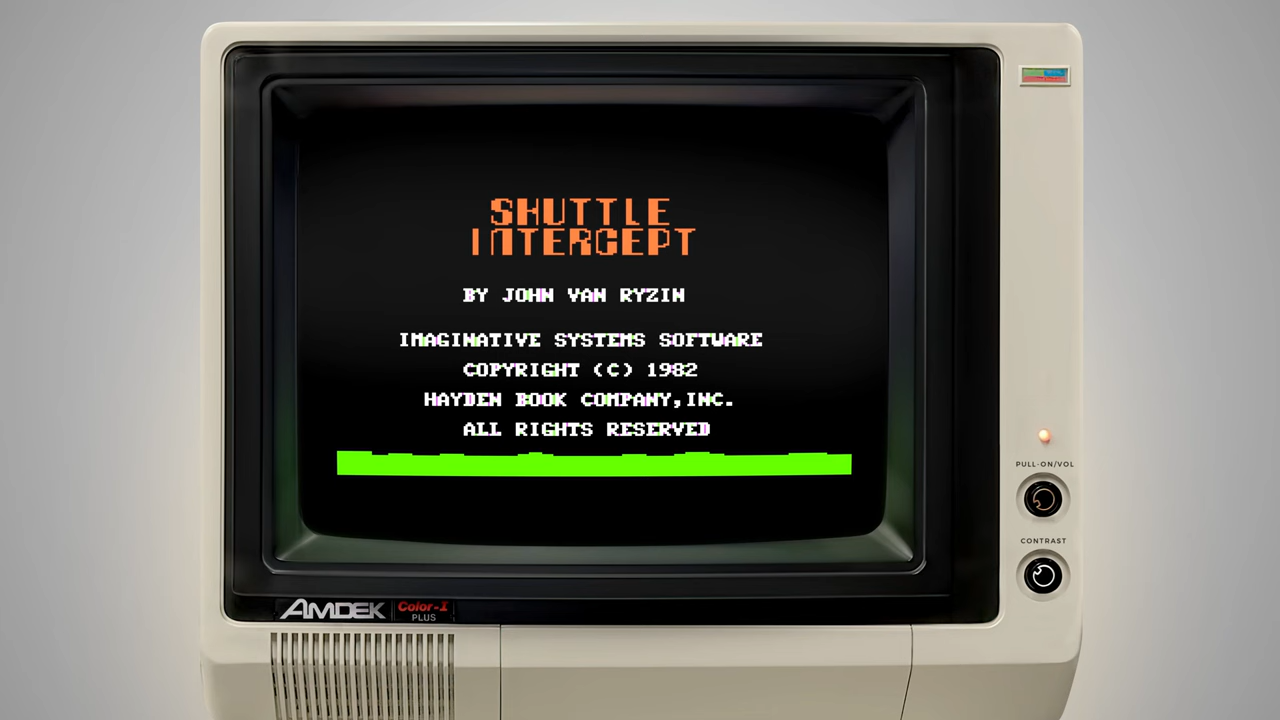 SHUTTLE
INTERCEPT
BY JOHN VAN RYZIN
IMAGINATIVE SYSTEMS SOFTWARE
COPYRIGHT (C) 1982
HAYDEN BOOK COMPANY,INC.
ALL RIGHTS RESERVED
PULL-ON/VOL
CONTRAST
AMDEK Color-I
PLUS